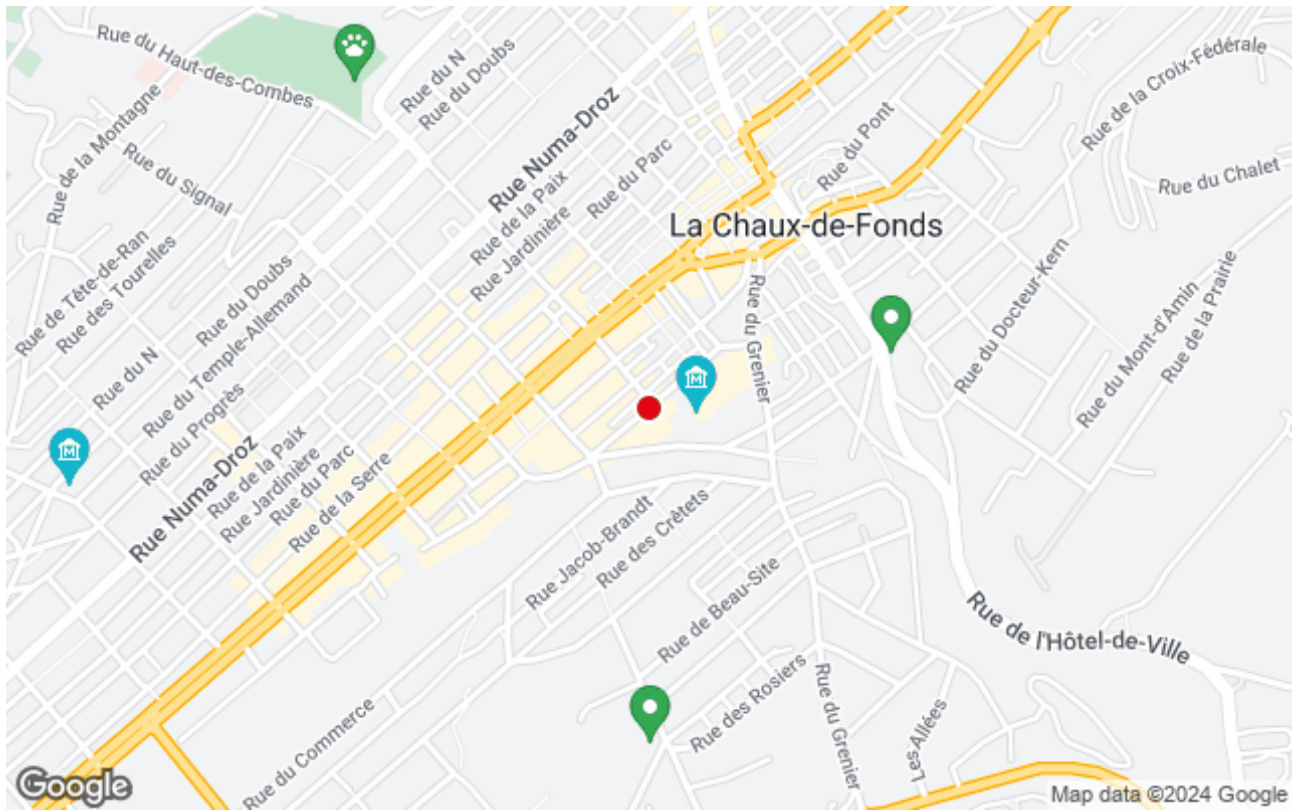 Rue du Haut-des-Combes
Rue du N
Rue du Doubs
Rue de la Montagne
Rue Numa-Droz
Rue du Parc
Rue du Pont
Rue de la Croix-Fédérale
Rue du Signal
Rue de la Paix
Rue du Chalet
Rue Jardinière
La Chaux-de-Fonds
Rue de Tête-de-Ran
Rue des Tourelles
Rue du Doubs
Rue du Temple-Allemand
Rue du Docteur-Kern
Rue du Mont-d'Amin
Rue de la Prairie
Rue du Grenier
Rue du N
Rue du Progrès
M
M
Rue Numa-Droz
Rue de la Paix
Rue Jardinière
Rue du Parc
Rue de la Serre
Rue Jacob-Brandt
Rue des Crêtets
Rue de Beau-Site
Rue de l'Hôtel-de-Ville
Rue des Rosiers
Rue du Grenier
Les Allées
Rue du Commerce
Google
Map data ©2024 Google